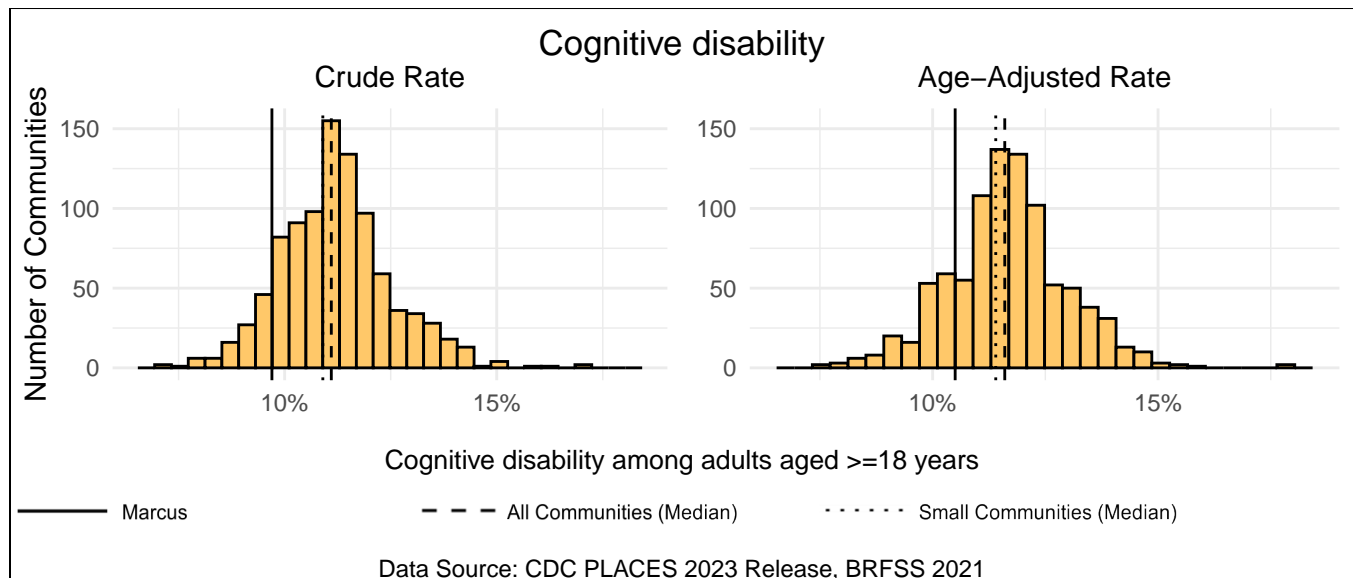 Cognitive disability
Crude Rate
Age−Adjusted Rate
Number of Communities
150
100
50
0
10%
15%
150
100
50
0
10%
15%
Cognitive disability among adults aged >=18 years
Marcus
All Communities (Median)
Small Communities (Median)
Data Source: CDC PLACES 2023 Release, BRFSS 2021